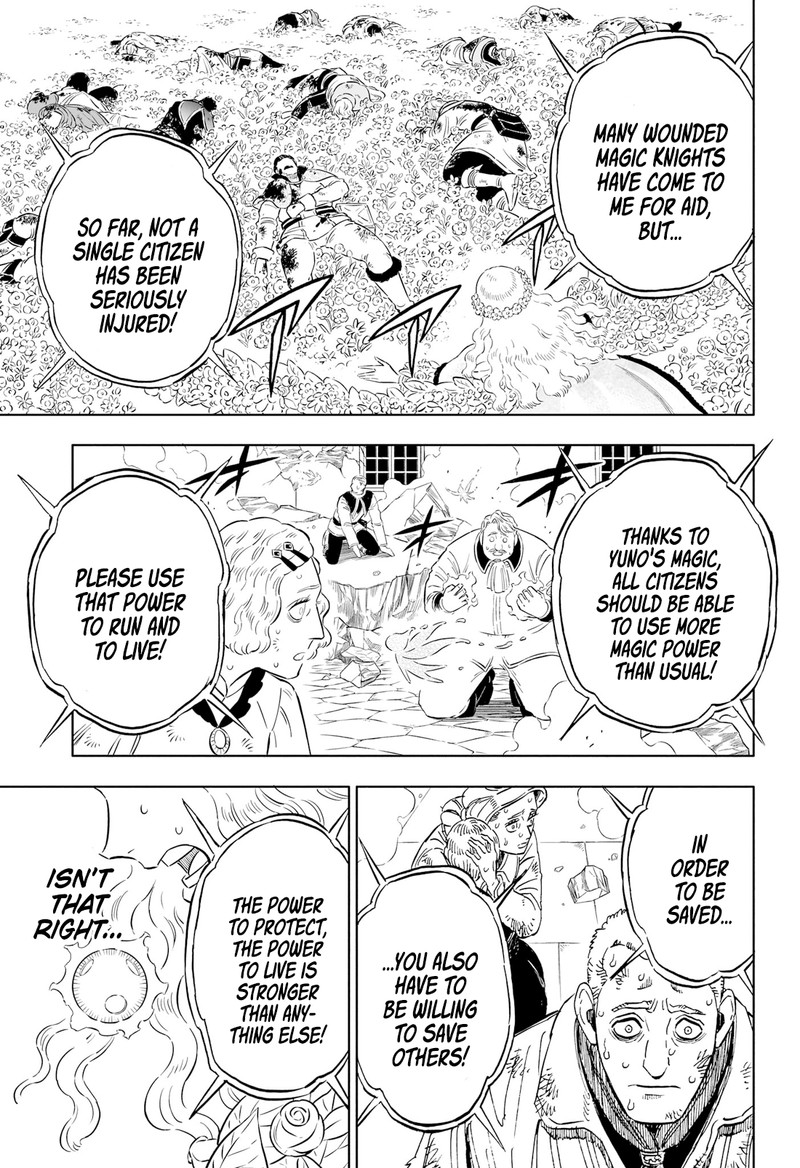 MANY WOUNDED
MAGIC KNIGHTS
HAVE COME TO
ME FOR AID,
BUT...
SO FAR, NOT A
SINGLE CITIZEN
HAS BEEN
SERIOUSLY
INJURED!
THANKS TO
YUNO'S MAGIC,
ALL CITIZENS
SHOULD BE ABLE
TO USE MORE
MAGIC POWER
THAN USUAL!
PLEASE USE
THAT POWER
TO RUN AND
TO LIVE!
IN
ORDER
TO BE
SAVED...
...YOU ALSO
HAVE TO
BE WILLING
TO SAVE
OTHERS!
THE POWER
TO PROTECT,
THE POWER
TO LIVE IS
STRONGER
THAN ANY-
THING ELSE!
ISN'T
THAT
RIGHT...